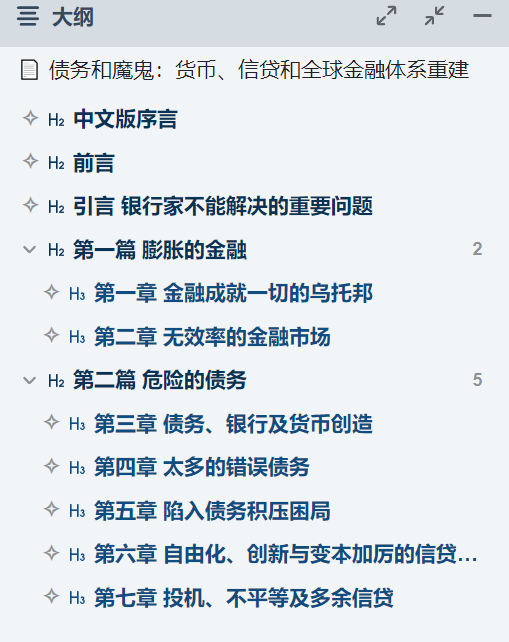 大纲
债务和魔鬼：货币、信贷和全球金融体系重建
H2 中文版序言
H2 前言
H2 引言 银行家不能解决的重要问题
H2 第一篇 膨胀的金融 2
H3 第一章 金融成就一切的乌托邦
H3 第二章 无效率的金融市场
H2 第二篇 危险的债务 5
H3 第三章 债务、银行及货币创造
H3 第四章 太多的错误债务
H3 第五章 陷入债务积压困局
H3 第六章 自由化、创新与变本加厉的信贷…
H3 第七章 投机、不平等及多余信贷